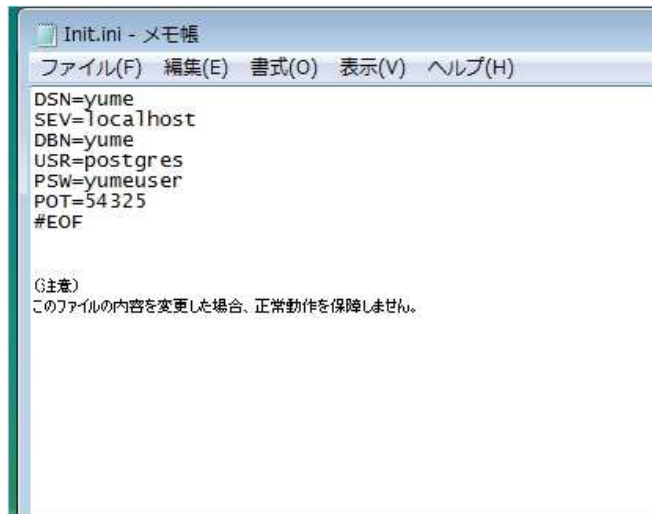 Init.ini - メモ帳
ファイル(F) 編集(E) 書式(O) 表示(V) ヘルプ(H)
DSN=yume
SEV=localhost
DBN=yume
USR=postgres
PSW=yumeuser
POT=54325
#EOF
(注意)
このファイルの内容を変更した場合、正常動作を保障しません。